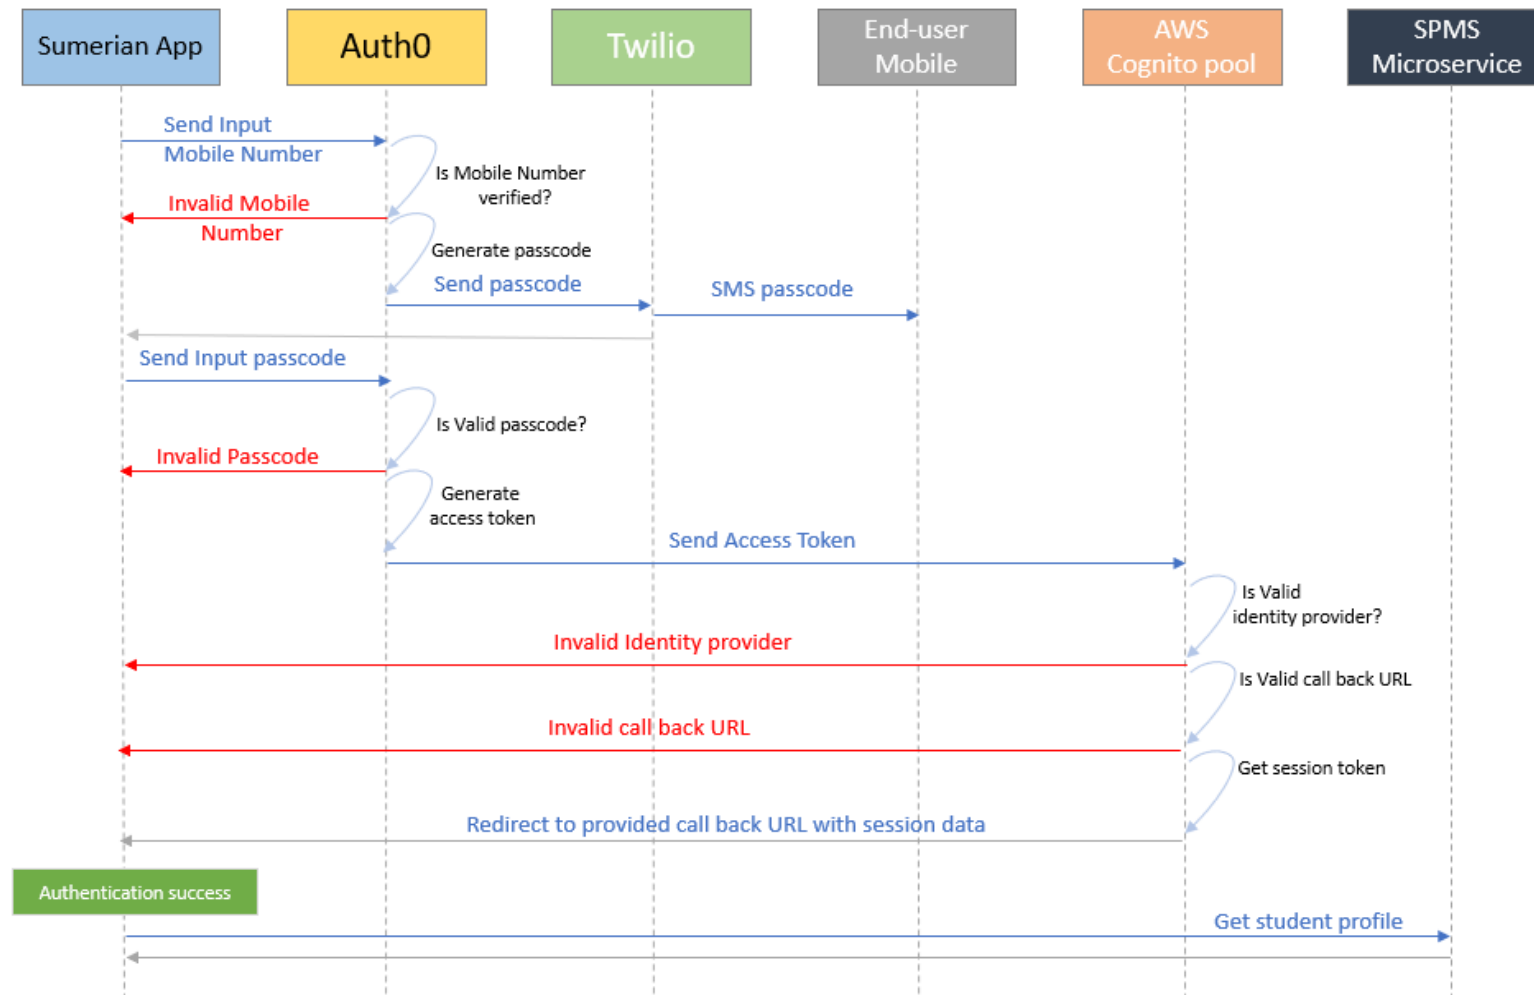 Sumerian App
Auth0
Twilio
End-user
Mobile
AWS
Cognito pool
SPMS
Microservice
Send Input
Mobile Number
Is Mobile Number
verified?
Invalid Mobile
Number
Generate passcode
Send passcode
SMS passcode
Send Input passcode
Is Valid passcode?
Invalid Passcode
Generate
access token
Send Access Token
Is Valid
identity provider?
Invalid Identity provider
Is Valid call back URL
Invalid call back URL
Get session token
Redirect to provided call back URL with session data
Authentication success
Get student profile